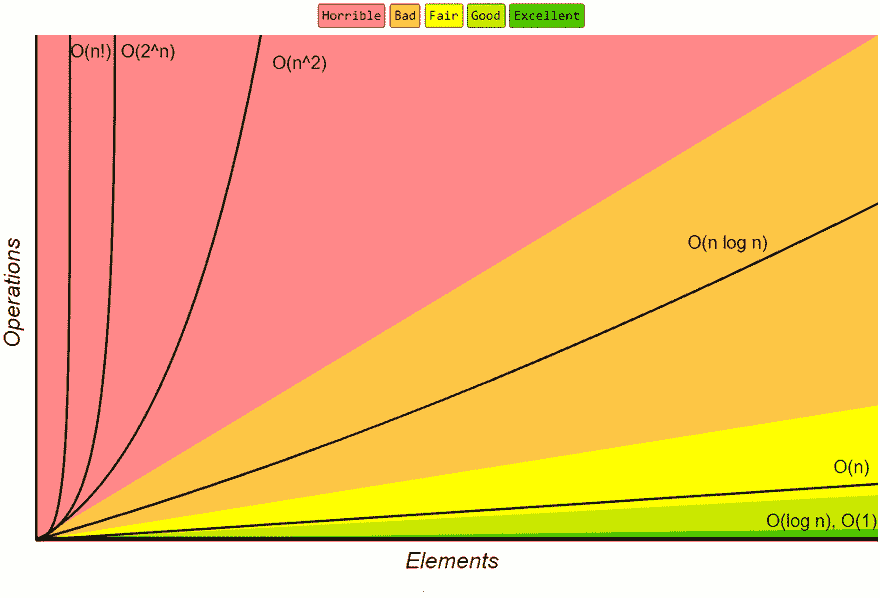 Horrible Bad Fair Good Excellent
O(n!) O(2^n)
O(n^2)
O(n log n)
O(n)
O(log n), O(1)
Operations
Elements